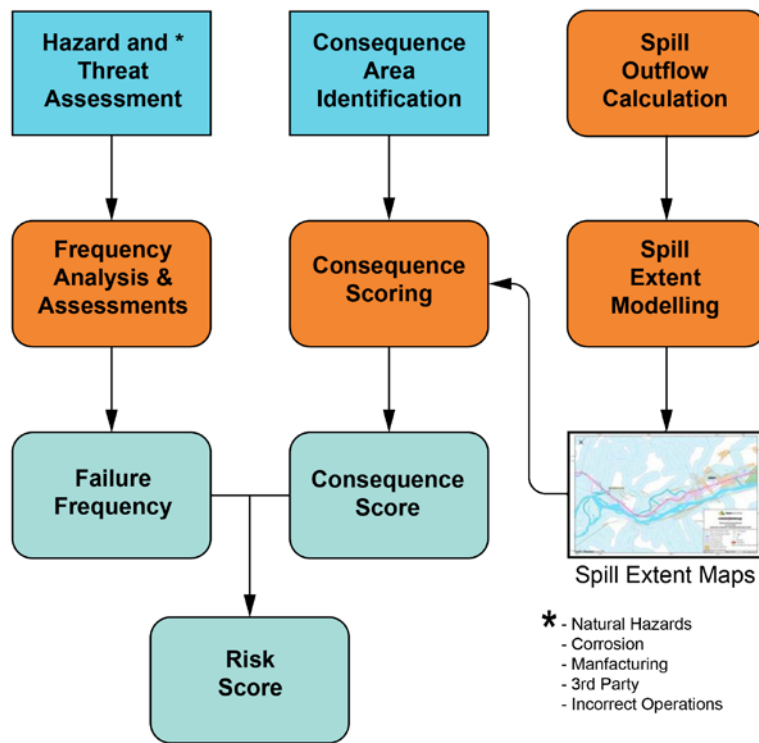 Hazard and *
Threat
Assessment
Consequence
Area
Identification
Spill
Outflow
Calculation
Frequency
Analysis &
Assessments
Consequence
Scoring
Spill
Extent
Modelling
Failure
Frequency
Consequence
Score
Spill Extent Maps
Risk
Score
* - Natural Hazards
- Corrosion
- Manfacturing
- 3rd Party
- Incorrect Operations